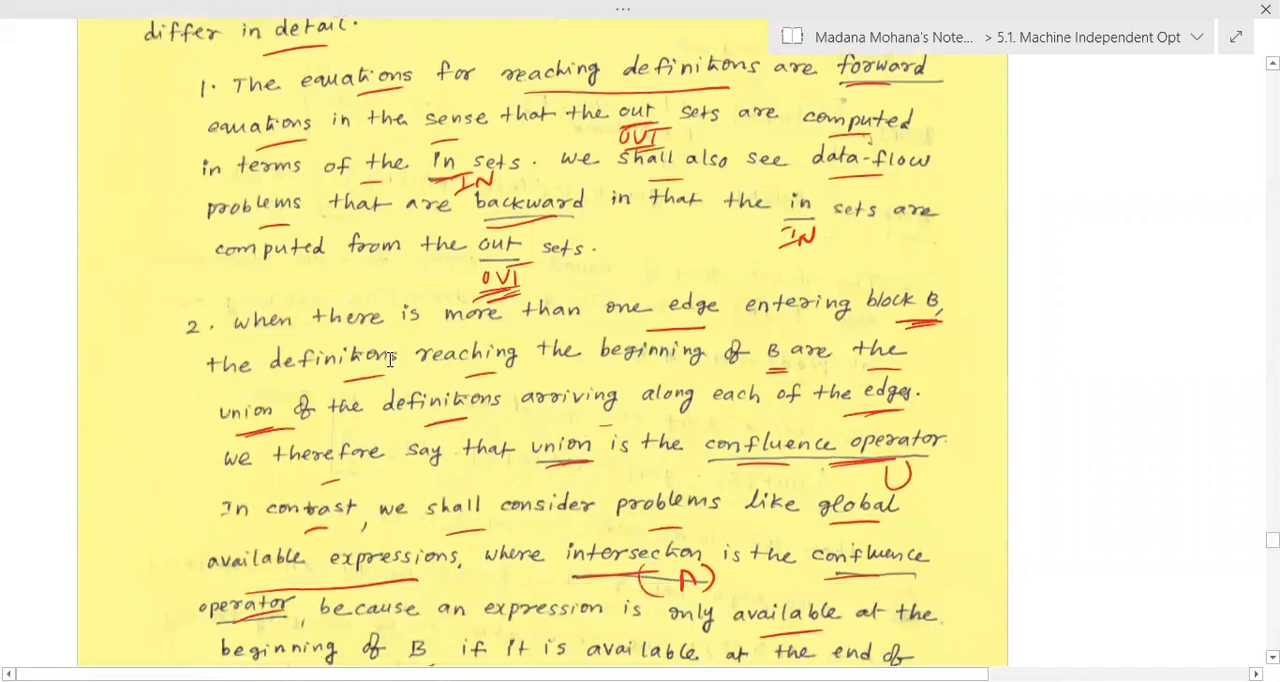 Madana Mohana's Note... > 5.1. Machine Independent Opt
differ in detail.
1. The equations for reaching definitions are forward
equations in the sense that the out sets are computed
OUT
in terms of the in sets. we shall also see data-flow
IN
problems that are backward in that the in sets are
IN
computed from the out sets.
OUT
2. when there is more than one edge entering block B,
the definitions reaching the beginning of B are the
union of the definitions arriving along each of the edges.
we therefore say that union is the confluence operator.
U
In contrast, we shall consider problems like global
available expressions, where intersection is the confluence
(∩)
operator, because an expression is only available at the
beginning of B if it is available at the end of